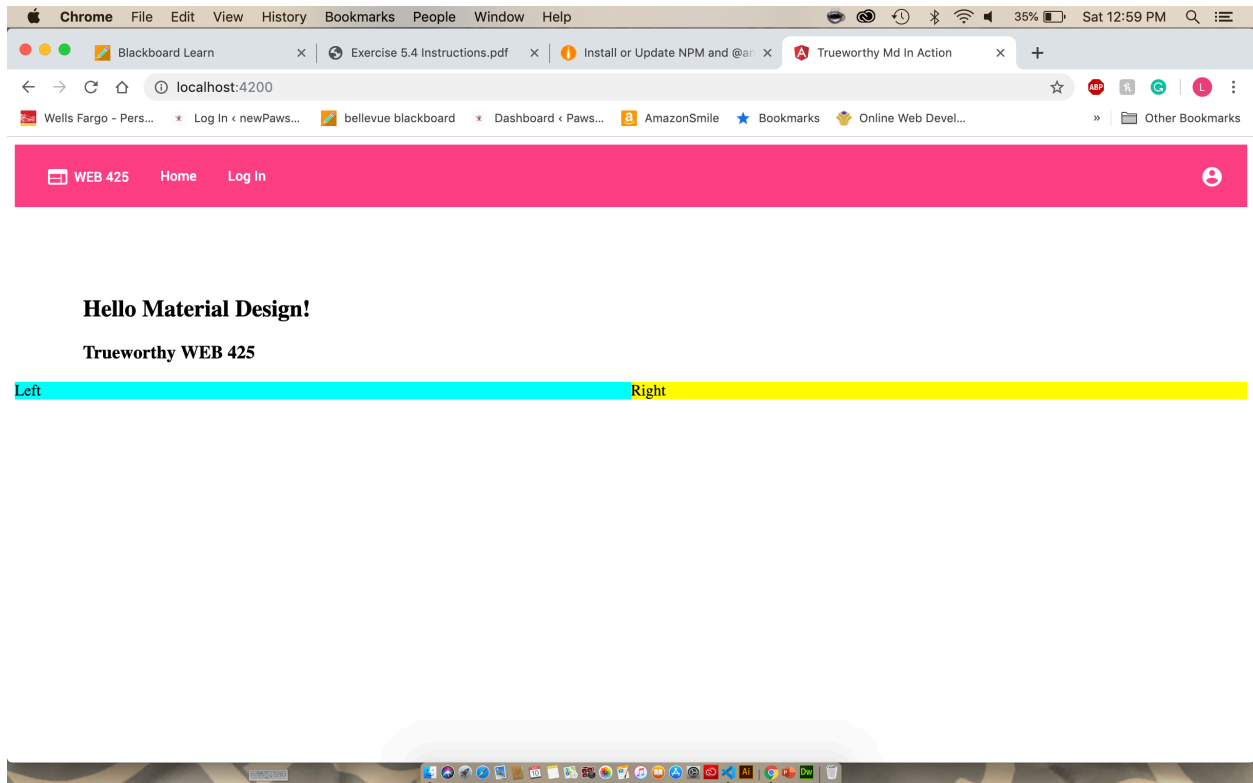 Chrome File Edit View History Bookmarks People Window Help 35% Sat 12:59 PM
Blackboard Learn Exercise 5.4 Instructions.pdf Install or Update NPM and @an Trueworthy Md In Action
localhost:4200 ABP L
Wells Fargo - Pers... Log In ‹ newPaws... bellevue blackboard Dashboard ‹ Paws... AmazonSmile Bookmarks Online Web Devel... » Other Bookmarks
WEB 425 Home Log In
Hello Material Design!
Trueworthy WEB 425
Left Right